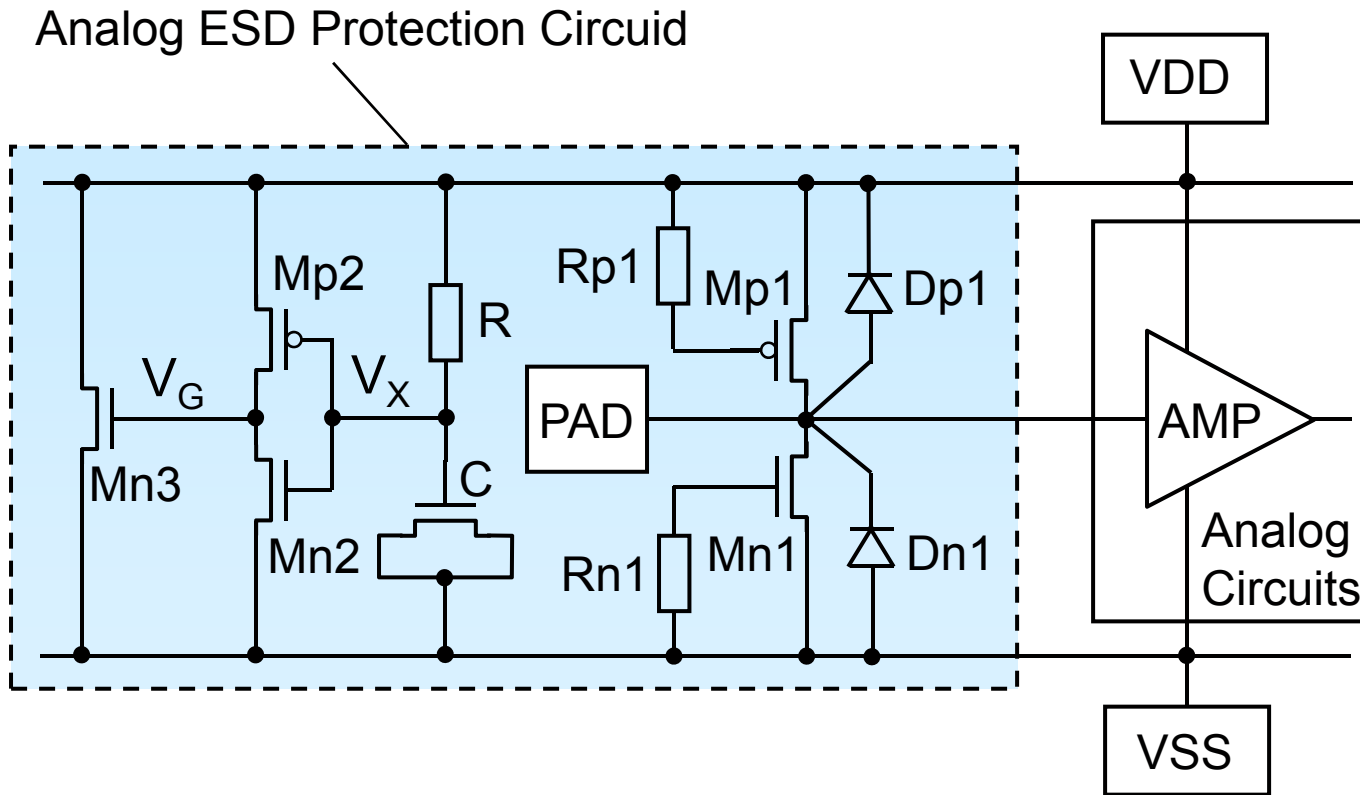 Analog ESD Protection Circuid
VDD
Mp2
Rp1
Mp1
Dp1
R
VG
VX
PAD
AMP
Mn3
C
Mn2
Rn1
Mn1
Dn1
Analog
Circuits
VSS